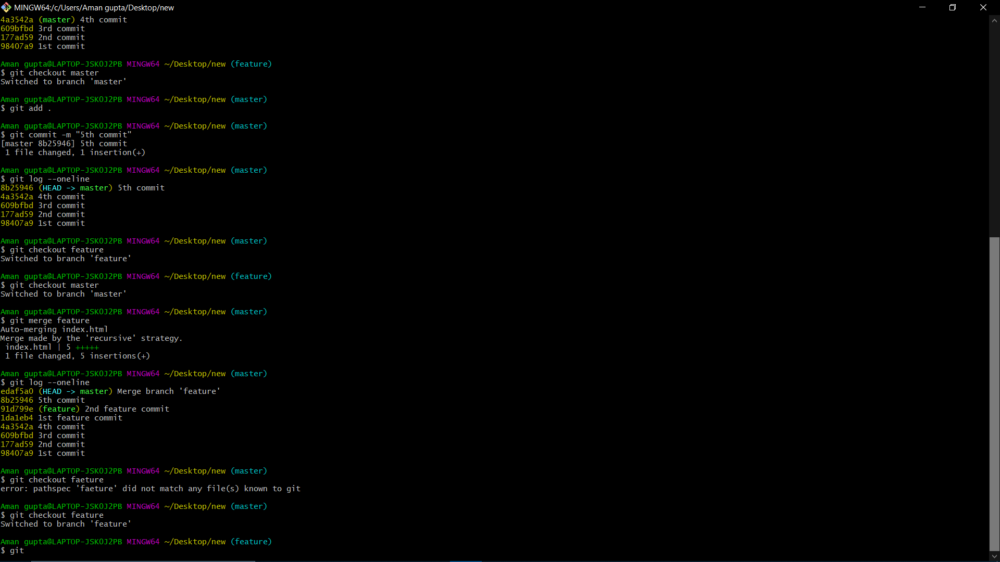 MINGW64:/c/Users/Aman gupta/Desktop/new
4a3542a (master) 4th commit
609bfbd 3rd commit
177ad59 2nd commit
98407a9 1st commit
Aman gupta@LAPTOP-JSKOJ2PB MINGW64 ~/Desktop/new (feature)
$ git checkout master
Switched to branch 'master'
Aman gupta@LAPTOP-JSKOJ2PB MINGW64 ~/Desktop/new (master)
$ git add .
Aman gupta@LAPTOP-JSKOJ2PB MINGW64 ~/Desktop/new (master)
$ git commit -m "5th commit"
[master 8b25946] 5th commit
 1 file changed, 1 insertion(+)
Aman gupta@LAPTOP-JSKOJ2PB MINGW64 ~/Desktop/new (master)
$ git log --oneline
8b25946 (HEAD -> master) 5th commit
4a3542a 4th commit
609bfbd 3rd commit
177ad59 2nd commit
98407a9 1st commit
Aman gupta@LAPTOP-JSKOJ2PB MINGW64 ~/Desktop/new (master)
$ git checkout feature
Switched to branch 'feature'
Aman gupta@LAPTOP-JSKOJ2PB MINGW64 ~/Desktop/new (feature)
$ git checkout master
Switched to branch 'master'
Aman gupta@LAPTOP-JSKOJ2PB MINGW64 ~/Desktop/new (master)
$ git merge feature
Auto-merging index.html
Merge made by the 'recursive' strategy.
 index.html | 5 +++++
 1 file changed, 5 insertions(+)
Aman gupta@LAPTOP-JSKOJ2PB MINGW64 ~/Desktop/new (master)
$ git log --oneline
edaf5a0 (HEAD -> master) Merge branch 'feature'
8b25946 5th commit
91d799e (feature) 2nd feature commit
1da1eb4 1st feature commit
4a3542a 4th commit
609bfbd 3rd commit
177ad59 2nd commit
98407a9 1st commit
Aman gupta@LAPTOP-JSKOJ2PB MINGW64 ~/Desktop/new (master)
$ git checkout faeture
error: pathspec 'faeture' did not match any file(s) known to git
Aman gupta@LAPTOP-JSKOJ2PB MINGW64 ~/Desktop/new (master)
$ git checkout feature
Switched to branch 'feature'
Aman gupta@LAPTOP-JSKOJ2PB MINGW64 ~/Desktop/new (feature)
$ git